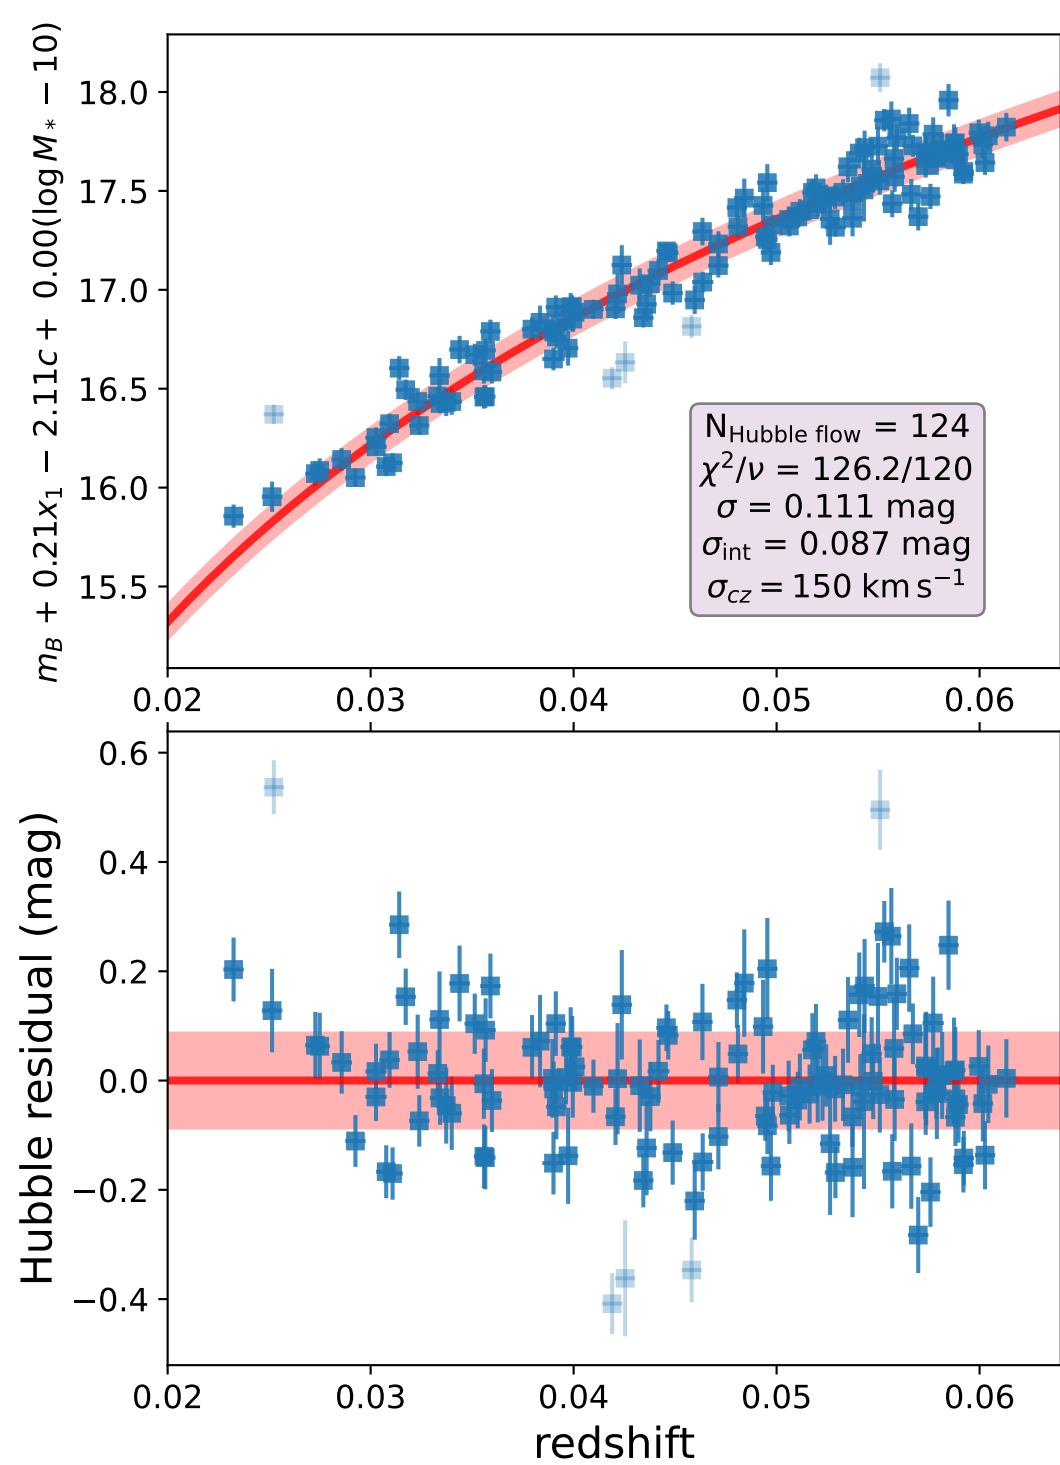 m_B + 0.21x_1 − 2.11c + 0.00(log M_* − 10)
18.0
17.5
17.0
16.5
16.0
15.5
N_Hubble flow = 124
χ²/ν = 126.2/120
σ = 0.111 mag
σ_int = 0.087 mag
σ_cz = 150 km s⁻¹
0.02 0.03 0.04 0.05 0.06
Hubble residual (mag)
0.6
0.4
0.2
0.0
−0.2
−0.4
0.02 0.03 0.04 0.05 0.06
redshift